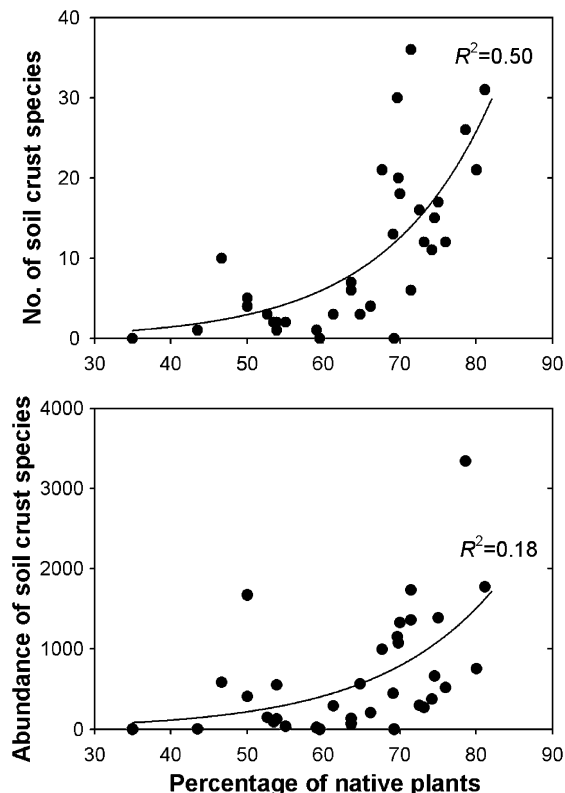 No. of soil crust species
40
30
20
10
0
R²=0.50
30 40 50 60 70 80 90
Abundance of soil crust species
4000
3000
2000
1000
0
R²=0.18
30 40 50 60 70 80 90
Percentage of native plants